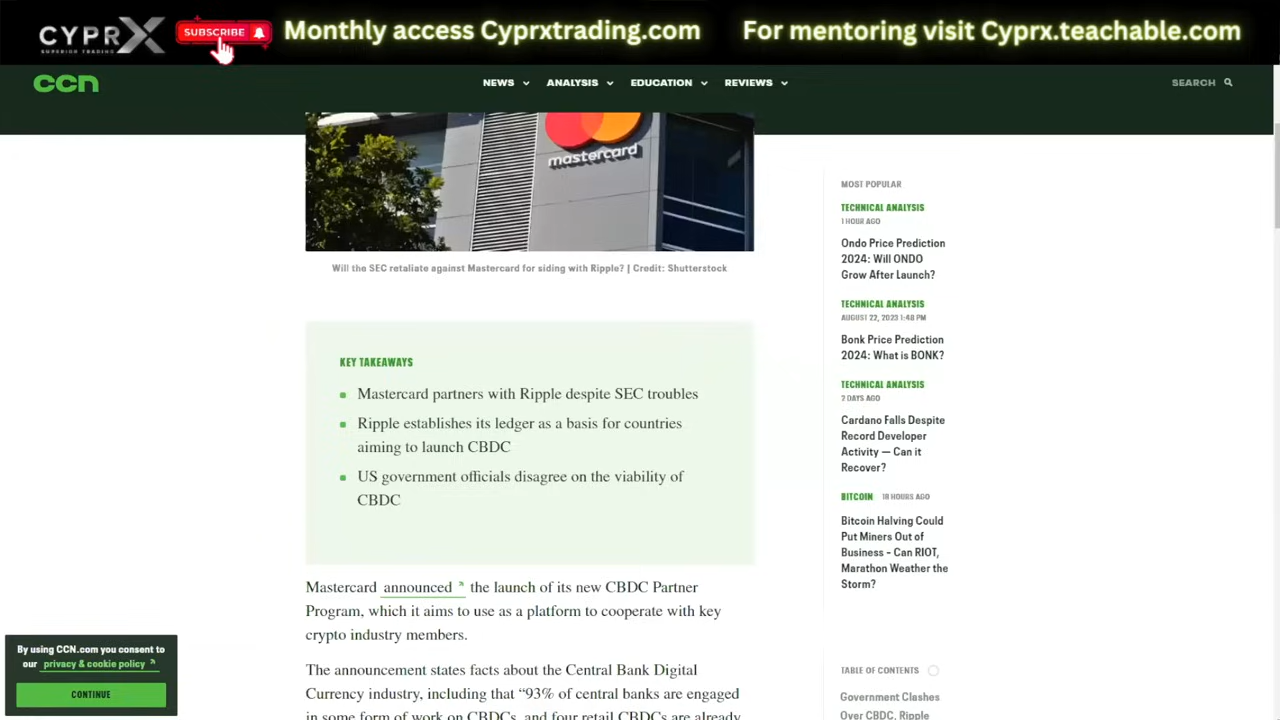 CYPRX
SUPERIOR TRADING
SUBSCRIBE
Monthly access Cyprxtrading.com
For mentoring visit Cyprx.teachable.com
ccn
NEWS
ANALYSIS
EDUCATION
REVIEWS
SEARCH
mastercard
Will the SEC retaliate against Mastercard for siding with Ripple? | Credit: Shutterstock
KEY TAKEAWAYS
Mastercard partners with Ripple despite SEC troubles
Ripple establishes its ledger as a basis for countries
aiming to launch CBDC
US government officials disagree on the viability of
CBDC
Mastercard announced the launch of its new CBDC Partner
Program, which it aims to use as a platform to cooperate with key
crypto industry members.
The announcement states facts about the Central Bank Digital
Currency industry, including that “93% of central banks are engaged
in some form of work on CBDCs, and four retail CBDCs are already
MOST POPULAR
TECHNICAL ANALYSIS
1 HOUR AGO
Ondo Price Prediction
2024: Will ONDO
Grow After Launch?
TECHNICAL ANALYSIS
AUGUST 22, 2023 1:48 PM
Bonk Price Prediction
2024: What is BONK?
TECHNICAL ANALYSIS
2 DAYS AGO
Cardano Falls Despite
Record Developer
Activity — Can it
Recover?
BITCOIN 18 HOURS AGO
Bitcoin Halving Could
Put Miners Out of
Business - Can RIOT,
Marathon Weather the
Storm?
TABLE OF CONTENTS
Government Clashes
Over CBDC, Ripple
By using CCN.com you consent to
our privacy & cookie policy
CONTINUE